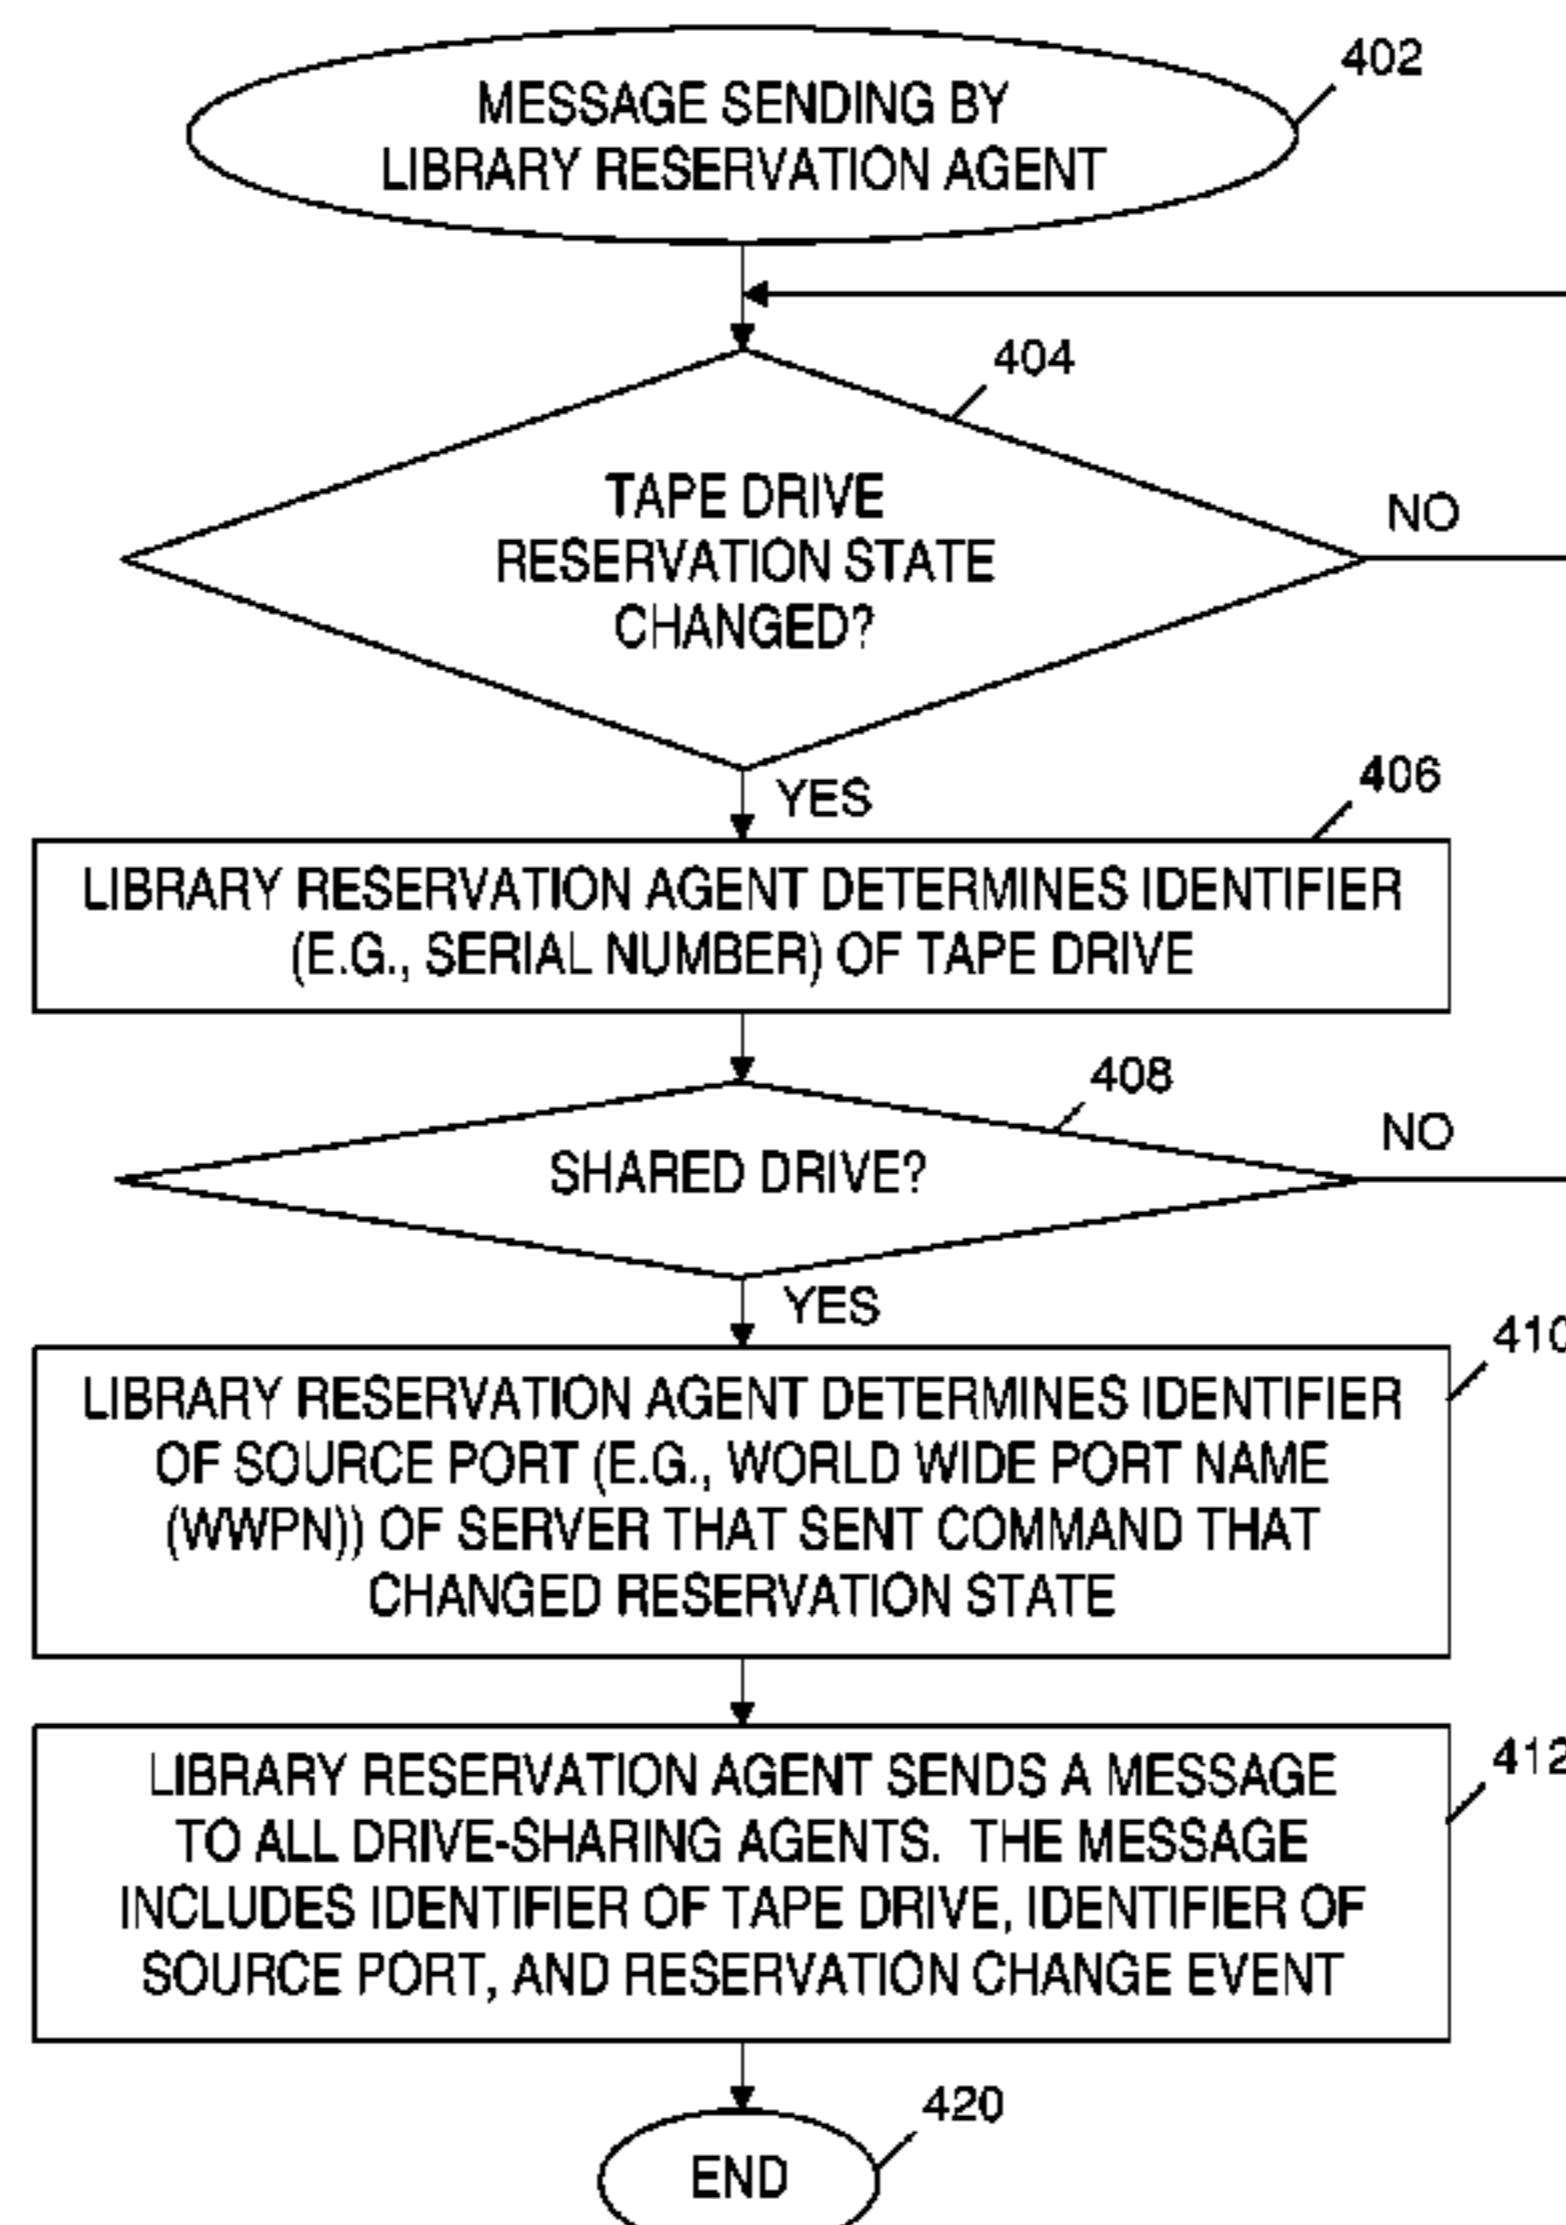 402
MESSAGE SENDING BY
LIBRARY RESERVATION AGENT
404
TAPE DRIVE
RESERVATION STATE
CHANGED?
NO
YES
406
LIBRARY RESERVATION AGENT DETERMINES IDENTIFIER
(E.G., SERIAL NUMBER) OF TAPE DRIVE
408
SHARED DRIVE?
NO
YES
410
LIBRARY RESERVATION AGENT DETERMINES IDENTIFIER
OF SOURCE PORT (E.G., WORLD WIDE PORT NAME
(WWPN)) OF SERVER THAT SENT COMMAND THAT
CHANGED RESERVATION STATE
412
LIBRARY RESERVATION AGENT SENDS A MESSAGE
TO ALL DRIVE-SHARING AGENTS. THE MESSAGE
INCLUDES IDENTIFIER OF TAPE DRIVE, IDENTIFIER OF
SOURCE PORT, AND RESERVATION CHANGE EVENT
420
END